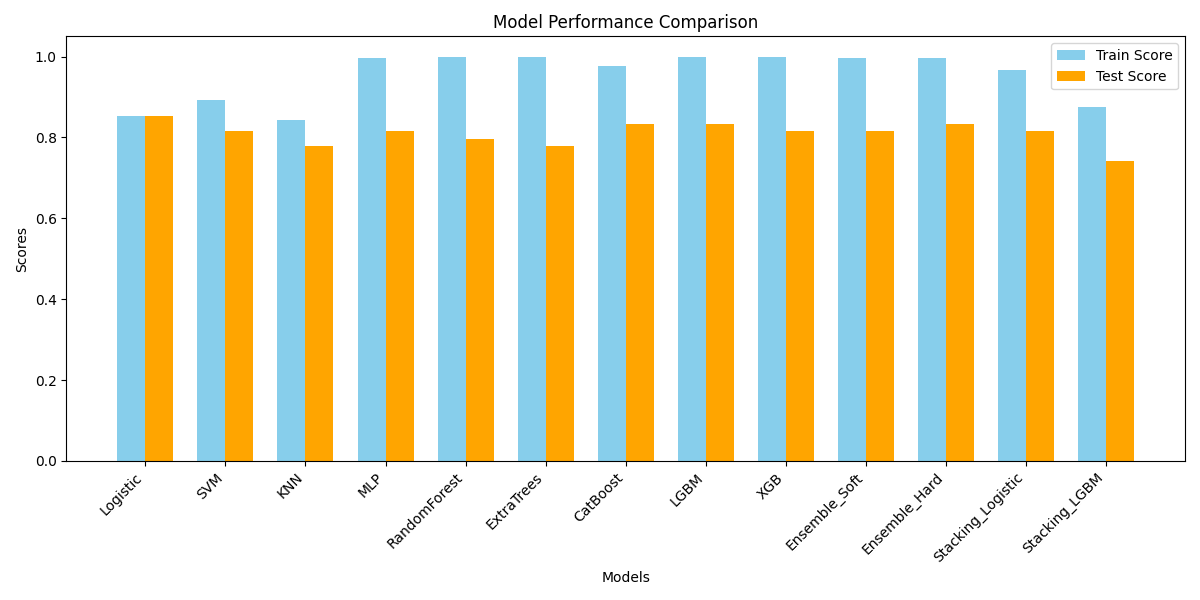 Model Performance Comparison
Train Score
Test Score
Scores
1.0
0.8
0.6
0.4
0.2
0.0
Logistic
SVM
KNN
MLP
RandomForest
ExtraTrees
CatBoost
LGBM
XGB
Ensemble_Soft
Ensemble_Hard
Stacking_Logistic
Stacking_LGBM
Models